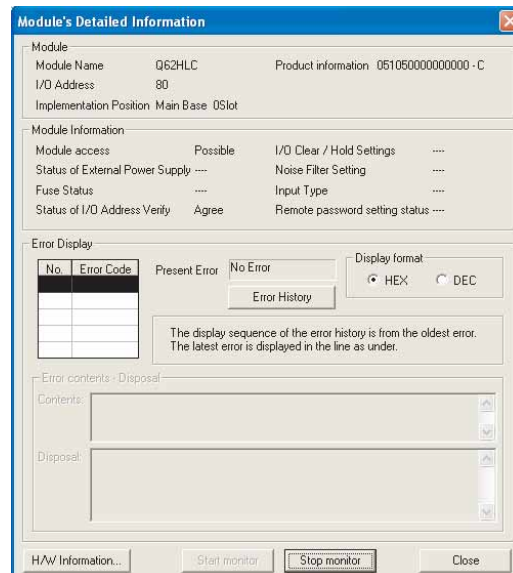 Module's Detailed Information
Module
Module Name Q62HLC Product information 051050000000000 - C
I/O Address 80
Implementation Position Main Base 0Slot
Module Information
Module access Possible I/O Clear / Hold Settings ----
Status of External Power Supply ---- Noise Filter Setting ----
Fuse Status ---- Input Type ----
Status of I/O Address Verify Agree Remote password setting status ----
Error Display
No. Error Code Present Error No Error Display format
HEX DEC
Error History
The display sequence of the error history is from the oldest error.
The latest error is displayed in the line as under.
Error contents - Disposal
Contents:
Disposal:
H/W Information... Start monitor Stop monitor Close